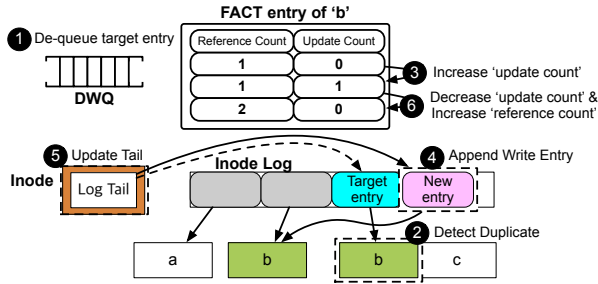 FACT entry of ‘b’
1 De-queue target entry
DWQ
Reference Count Update Count
1 0
1 1
2 0
3 Increase ‘update count’
6 Decrease ‘update count’ &
Increase ‘reference count’
5 Update Tail
Inode
Log Tail
Inode Log
Target
entry
New
entry
4 Append Write Entry
2 Detect Duplicate
a b b c